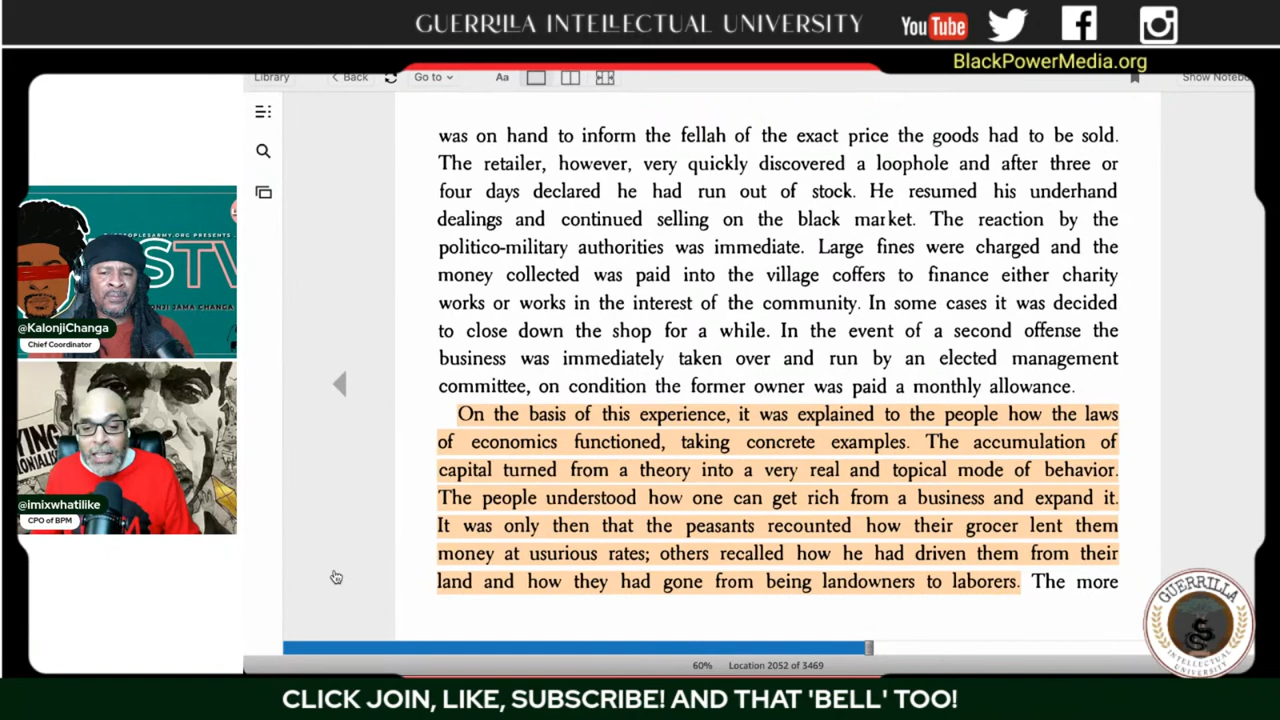 GUERRILLA INTELLECTUAL UNIVERSITY
YouTube
BlackPowerMedia.org
Library
Back
Go to
Aa
Show Noteb
was on hand to inform the fellah of the exact price the goods had to be sold.
The retailer, however, very quickly discovered a loophole and after three or
four days declared he had run out of stock. He resumed his underhand
dealings and continued selling on the black market. The reaction by the
politico-military authorities was immediate. Large fines were charged and the
money collected was paid into the village coffers to finance either charity
works or works in the interest of the community. In some cases it was decided
to close down the shop for a while. In the event of a second offense the
business was immediately taken over and run by an elected management
committee, on condition the former owner was paid a monthly allowance.
On the basis of this experience, it was explained to the people how the laws
of economics functioned, taking concrete examples. The accumulation of
capital turned from a theory into a very real and topical mode of behavior.
The people understood how one can get rich from a business and expand it.
It was only then that the peasants recounted how their grocer lent them
money at usurious rates; others recalled how he had driven them from their
land and how they had gone from being landowners to laborers. The more
60%
Location 2052 of 3469
STV
@KalonjiChanga
Chief Coordinator
@imixwhatilike
CPO of BPM
GUERRILLA
INTELLECTUAL
UNIVERSITY
CLICK JOIN, LIKE, SUBSCRIBE! AND THAT 'BELL' TOO!